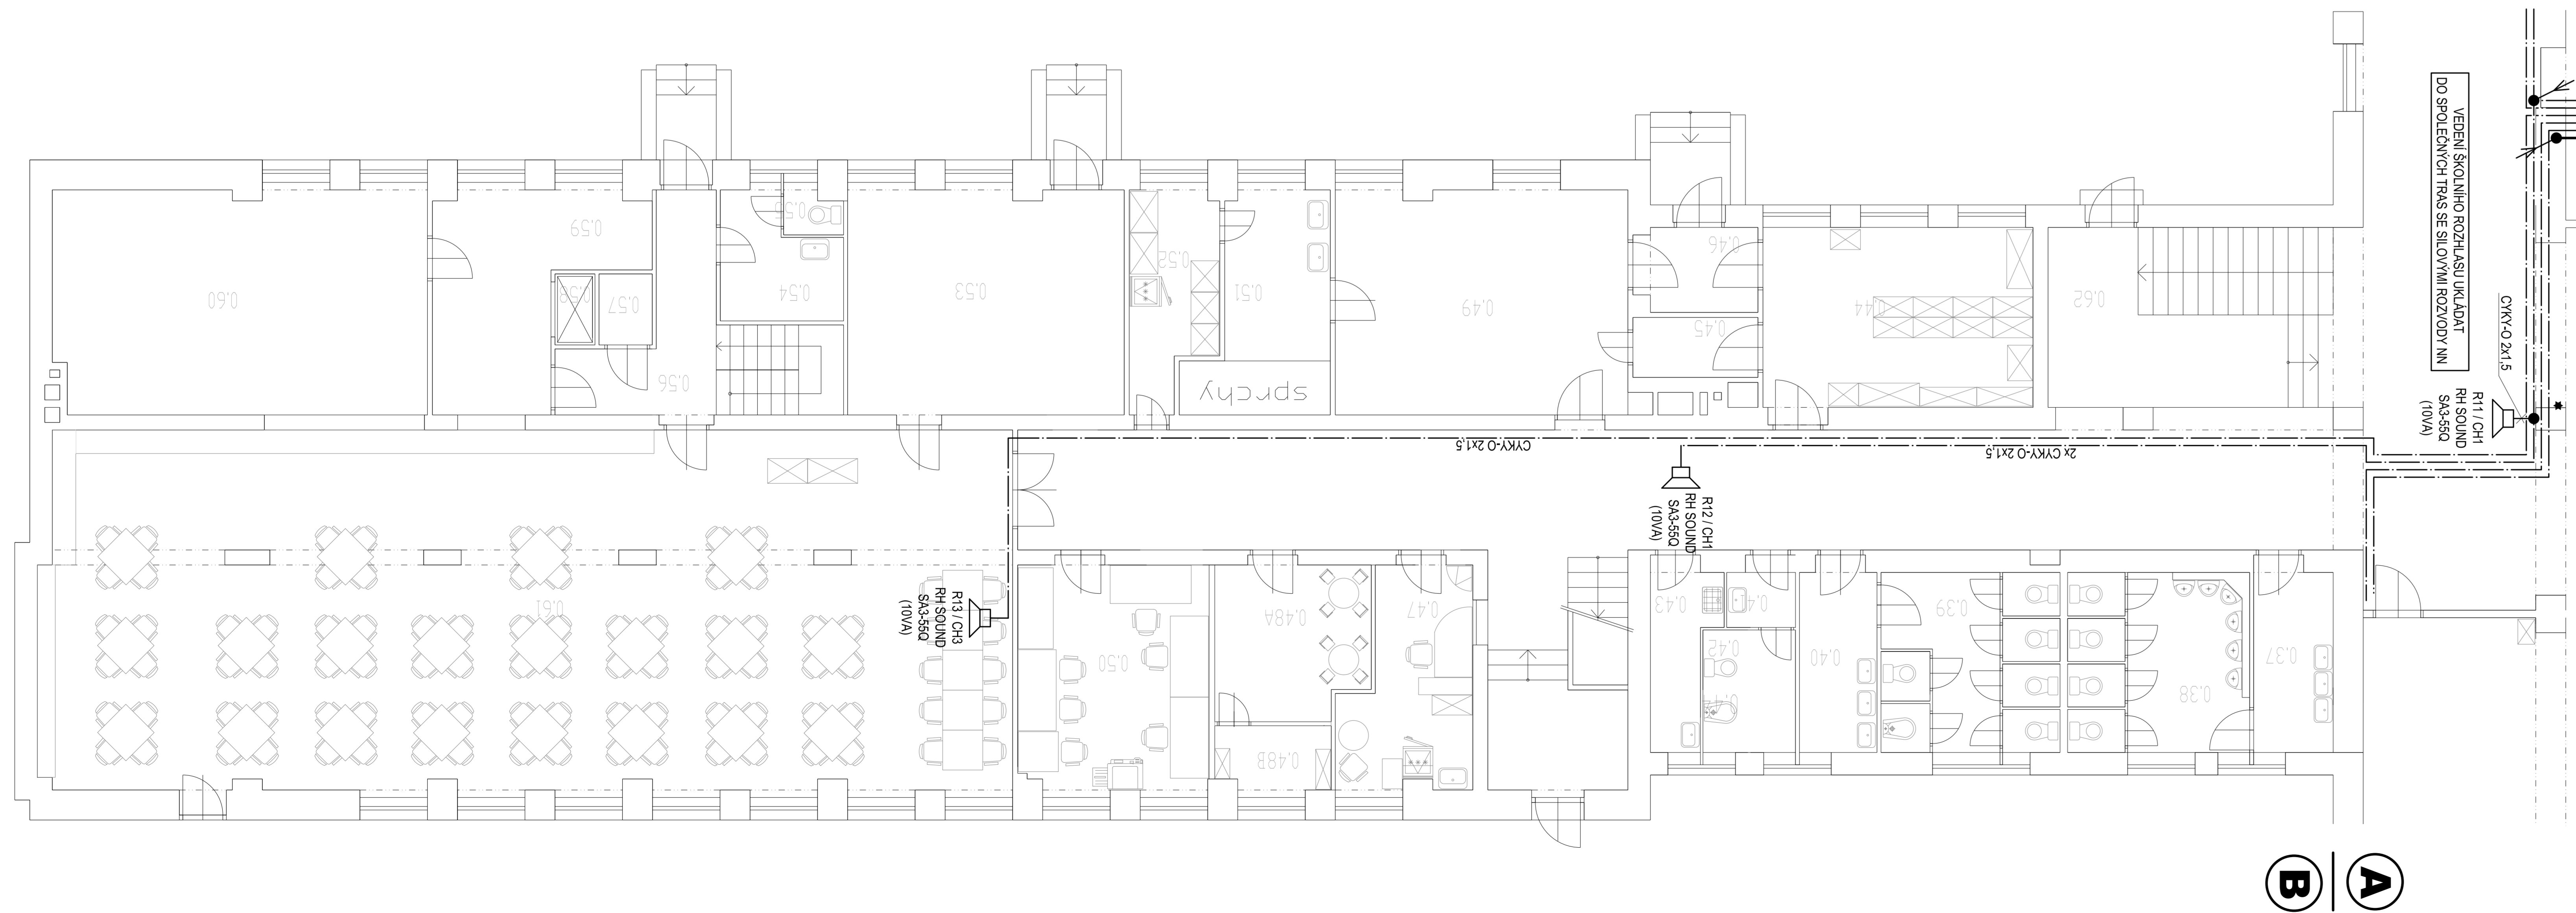 VEDENÍ ŠKOLNÍHO ROZHLASU UKLÁDAT
DO SPOLEČNÝCH TRAS SE SILOVÝMI ROZVODY NN
CYKY-O 2x1,5
R11 / CH1
RH SOUND
SA3-55Q
(10VA)
CYKY-O 2x1,5
2x CYKY-O 2x1,5
R12 / CH1
RH SOUND
SA3-55Q
(10VA)
R13 / CH3
RH SOUND
SA3-55Q
(10VA)
0.60
0.59
0.58
0.57
0.56
0.54
0.53
0.52
0.51
sprchy
0.49
0.46
0.45
0.44
0.62
0.61
0.50
0.48A
0.48B
0.47
0.43
0.42
0.40
0.39
0.38
0.37
A
B